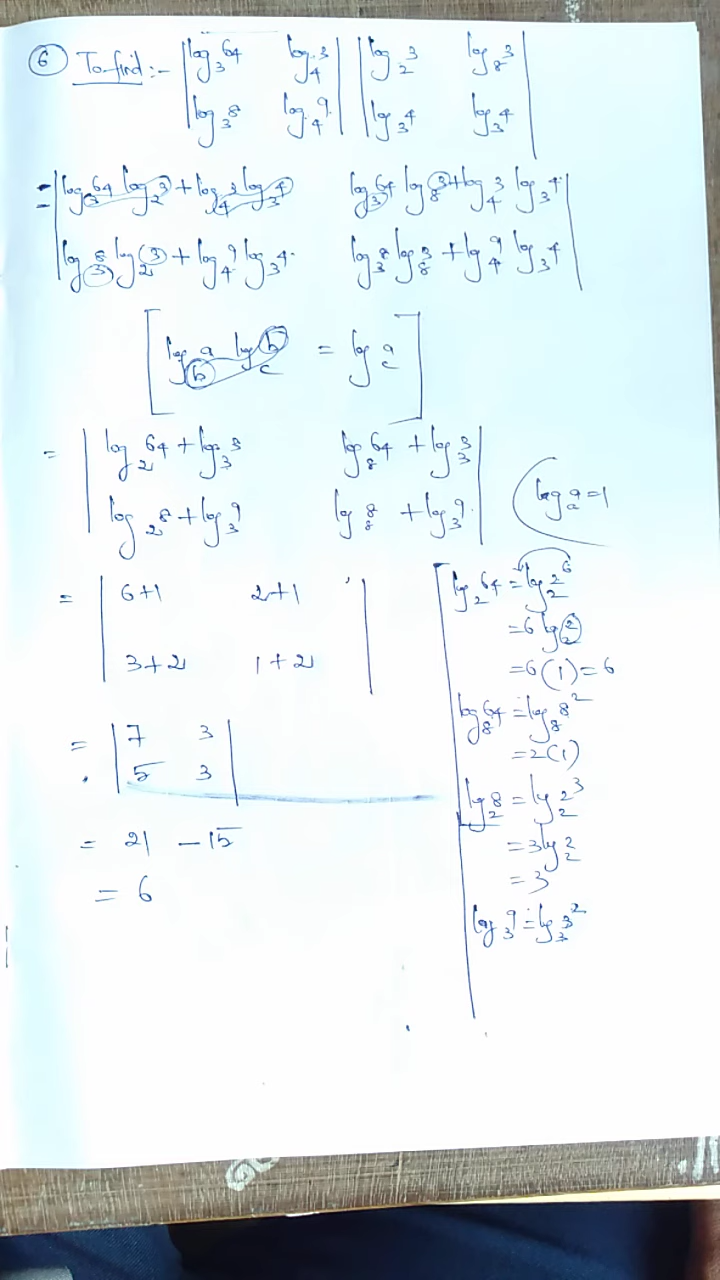 ⑥ To find :- | log₃64 log₄3 | | log₂3 log₈3 |
| log₃8 log₄9 | | log₃4 log₃4 |
= | log₃64 log₂3 + log₄3 log₃4 log₃64 log₈3 + log₄3 log₃4 |
| log₃8 log₂3 + log₄9 log₃4 log₃8 log₈3 + log₄9 log₃4 |
[ log_b a log_c b = log_c a ]
= | log₂64 + log₃3 log₈64 + log₃3 |
| log₂8 + log₃9 log₈8 + log₃9 | ( log_a a = 1
= | 6+1 2+1 |
| 3+2 1+2 |
= | 7 3 |
| 5 3 |
= 21 - 15
= 6
log₂64 = log₂2⁶
= 6 log₂2
= 6(1) = 6
log₈64 = log₈8²
= 2(1)
log₂8 = log₂2³
= 3 log₂2
= 3
log₃9 = log₃3²